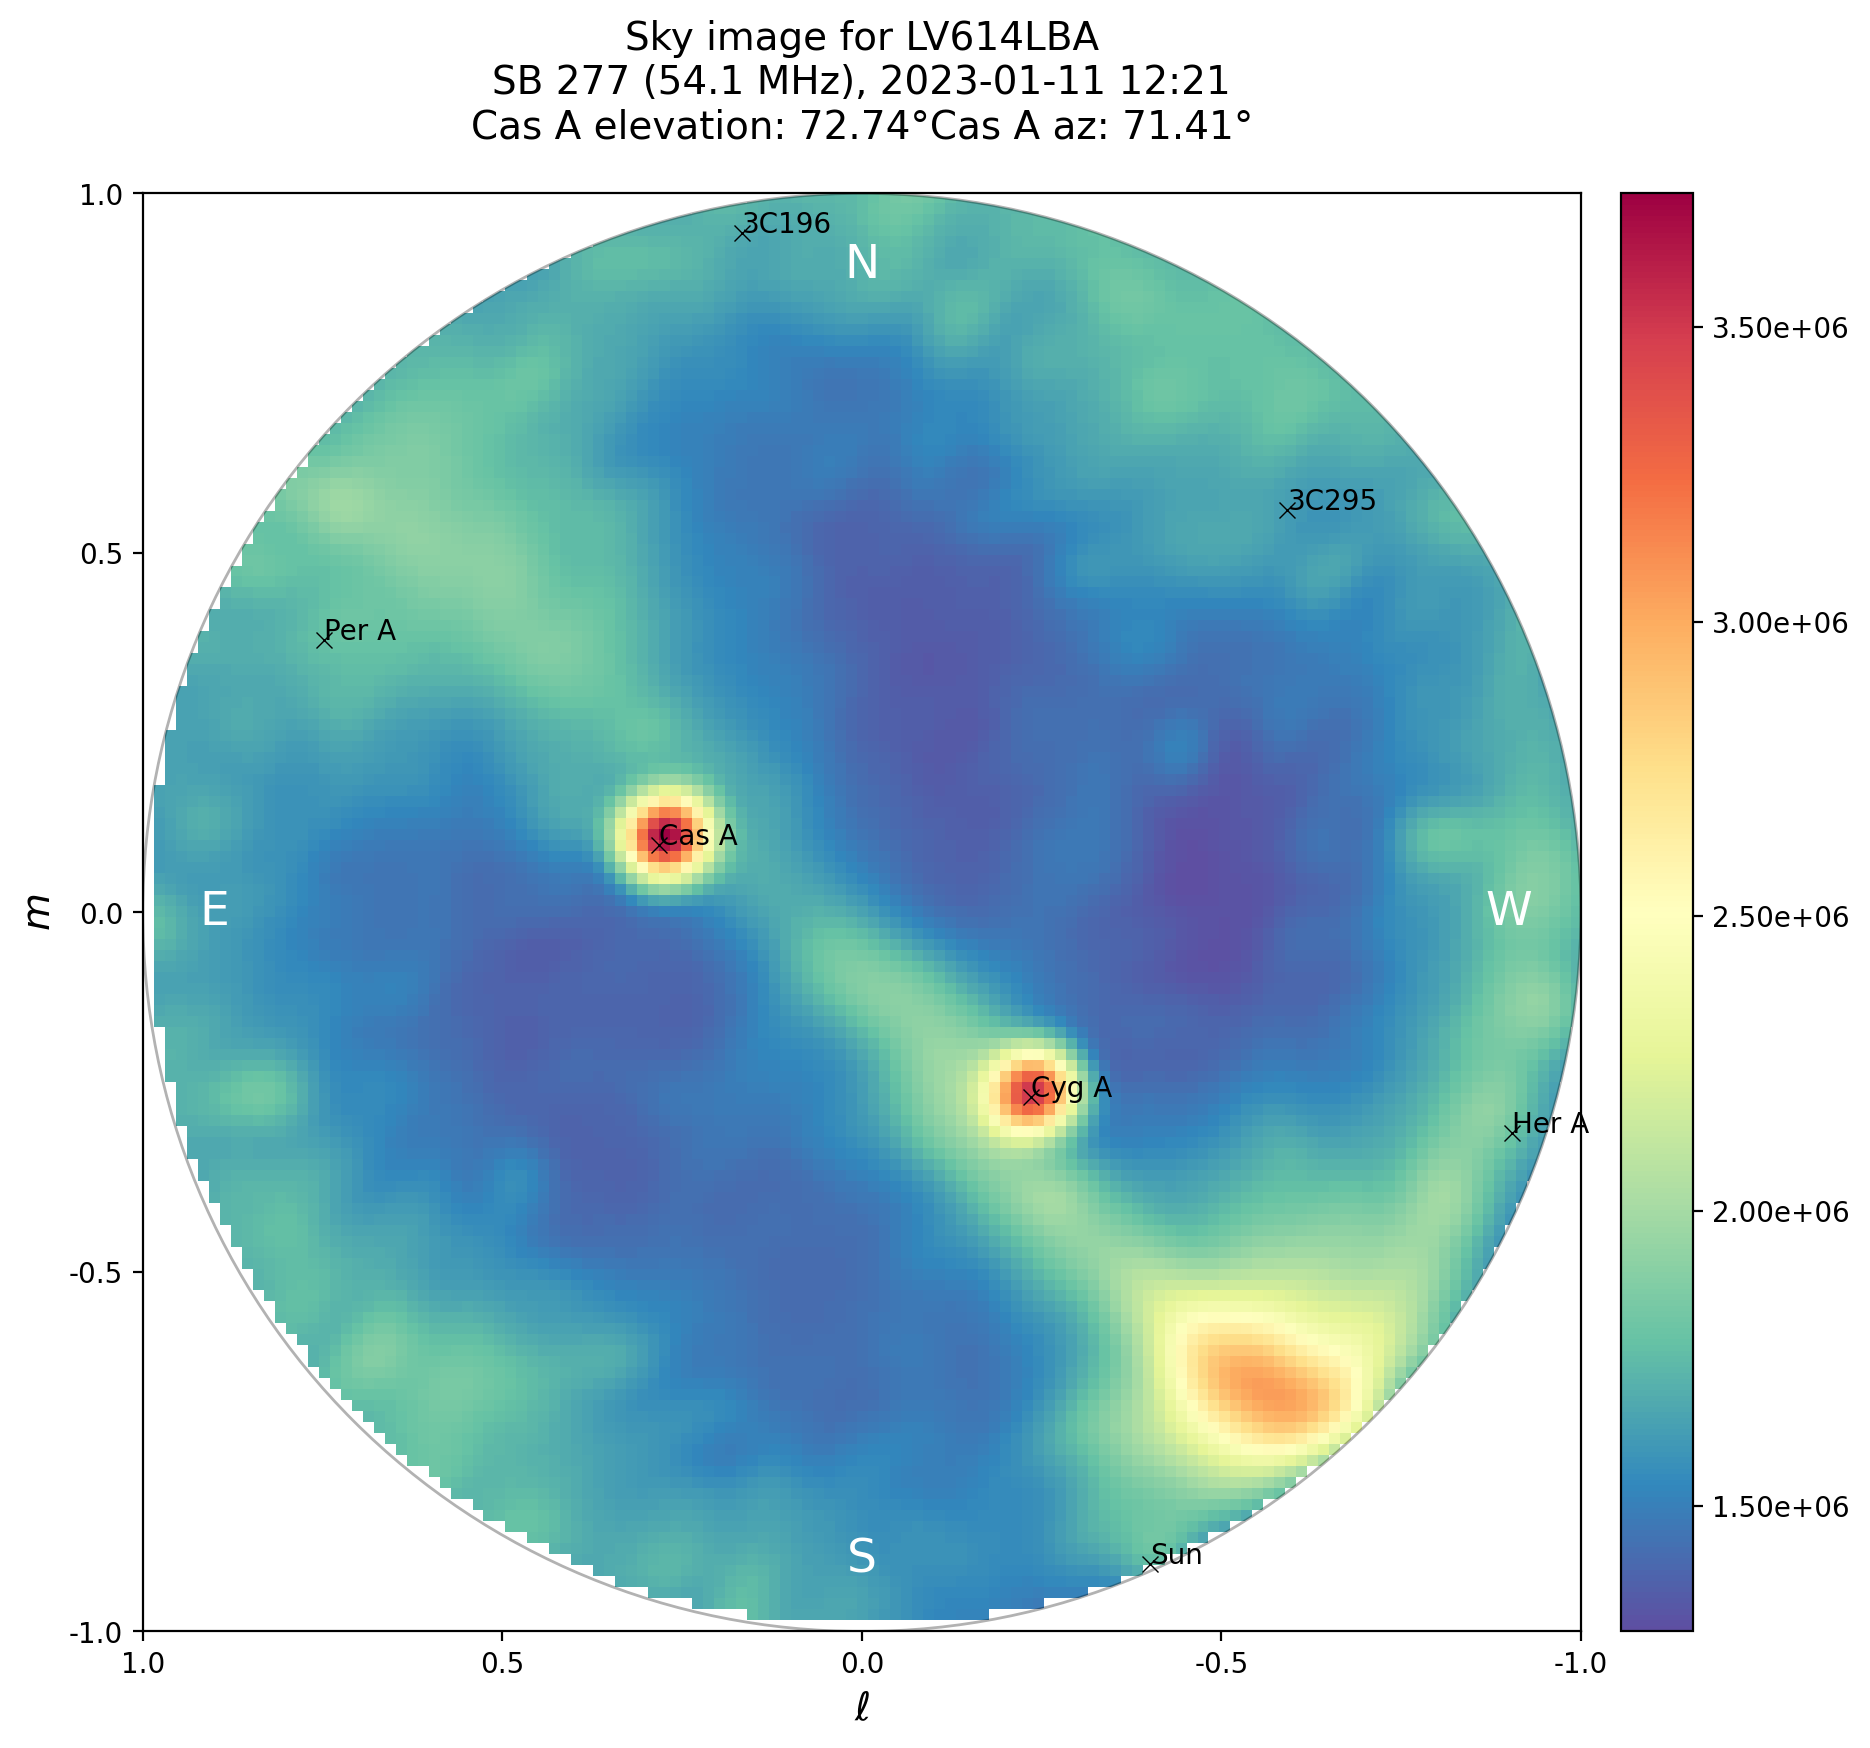 Sky image for LV614LBA
SB 277 (54.1 MHz), 2023-01-11 12:21
Cas A elevation: 72.74°Cas A az: 71.41°
1.0
3C196
N
3.50e+06
3C295
0.5
Per A
3.00e+06
Cas A
m
0.0
E
W
2.50e+06
Cyg A
Her A
2.00e+06
-0.5
1.50e+06
S
Sun
-1.0
1.0
0.5
0.0
-0.5
-1.0
ℓ